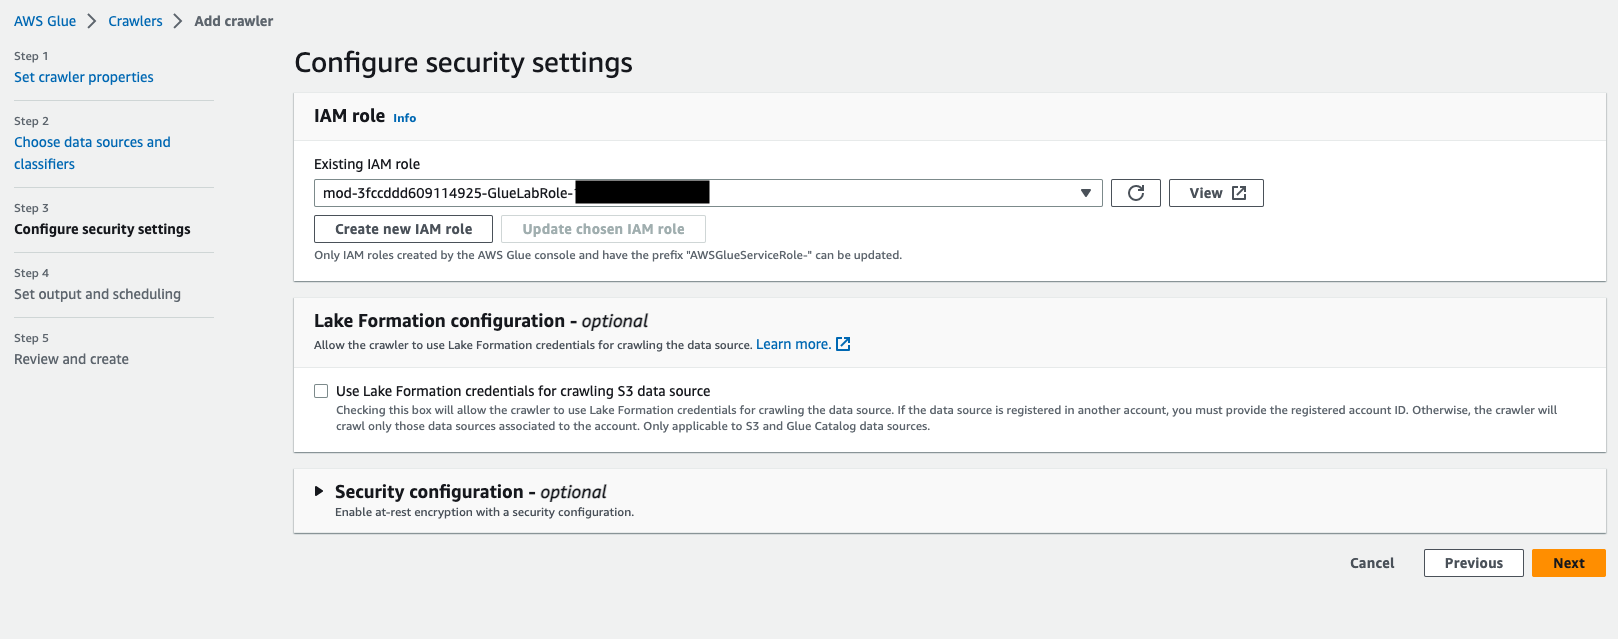 AWS Glue > Crawlers > Add crawler
Step 1
Set crawler properties
Step 2
Choose data sources and
classifiers
Step 3
Configure security settings
Step 4
Set output and scheduling
Step 5
Review and create
Configure security settings
IAM role Info
Existing IAM role
mod-3fccddd609114925-GlueLabRole-
View
Create new IAM role Update chosen IAM role
Only IAM roles created by the AWS Glue console and have the prefix "AWSGlueServiceRole-" can be updated.
Lake Formation configuration - optional
Allow the crawler to use Lake Formation credentials for crawling the data source. Learn more.
Use Lake Formation credentials for crawling S3 data source
Checking this box will allow the crawler to use Lake Formation credentials for crawling the data source. If the data source is registered in another account, you must provide the registered account ID. Otherwise, the crawler will
crawl only those data sources associated to the account. Only applicable to S3 and Glue Catalog data sources.
Security configuration - optional
Enable at-rest encryption with a security configuration.
Cancel Previous Next